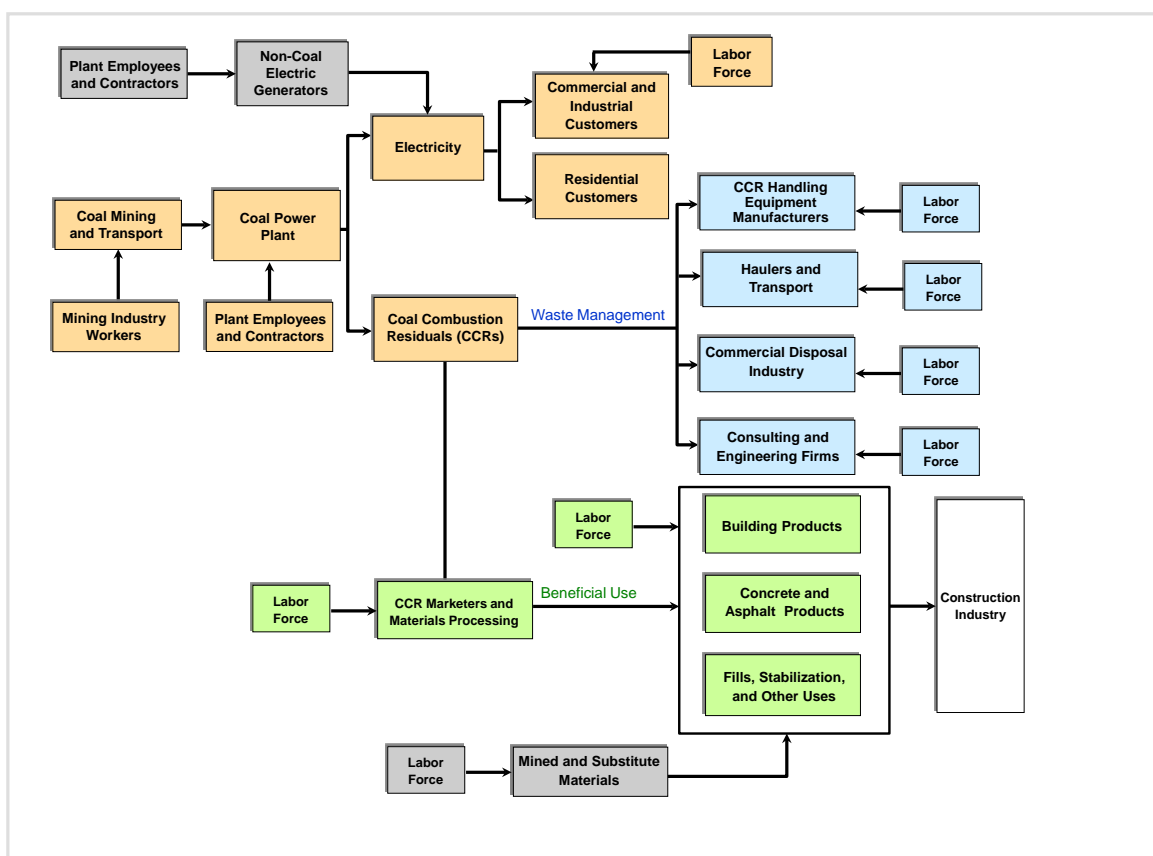 Plant Employees
and Contractors
Non-Coal
Electric
Generators
Labor
Force
Commercial and
Industrial
Customers
Electricity
Residential
Customers
Coal Mining
and Transport
Coal Power
Plant
CCR Handling
Equipment
Manufacturers
Labor
Force
Haulers and
Transport
Labor
Force
Mining Industry
Workers
Plant Employees
and Contractors
Coal Combustion
Residuals (CCRs)
Waste Management
Commercial Disposal
Industry
Labor
Force
Consulting and
Engineering Firms
Labor
Force
Labor
Force
Building Products
Labor
Force
CCR Marketers and
Materials Processing
Beneficial Use
Concrete and
Asphalt Products
Construction
Industry
Fills, Stabilization,
and Other Uses
Labor
Force
Mined and Substitute
Materials